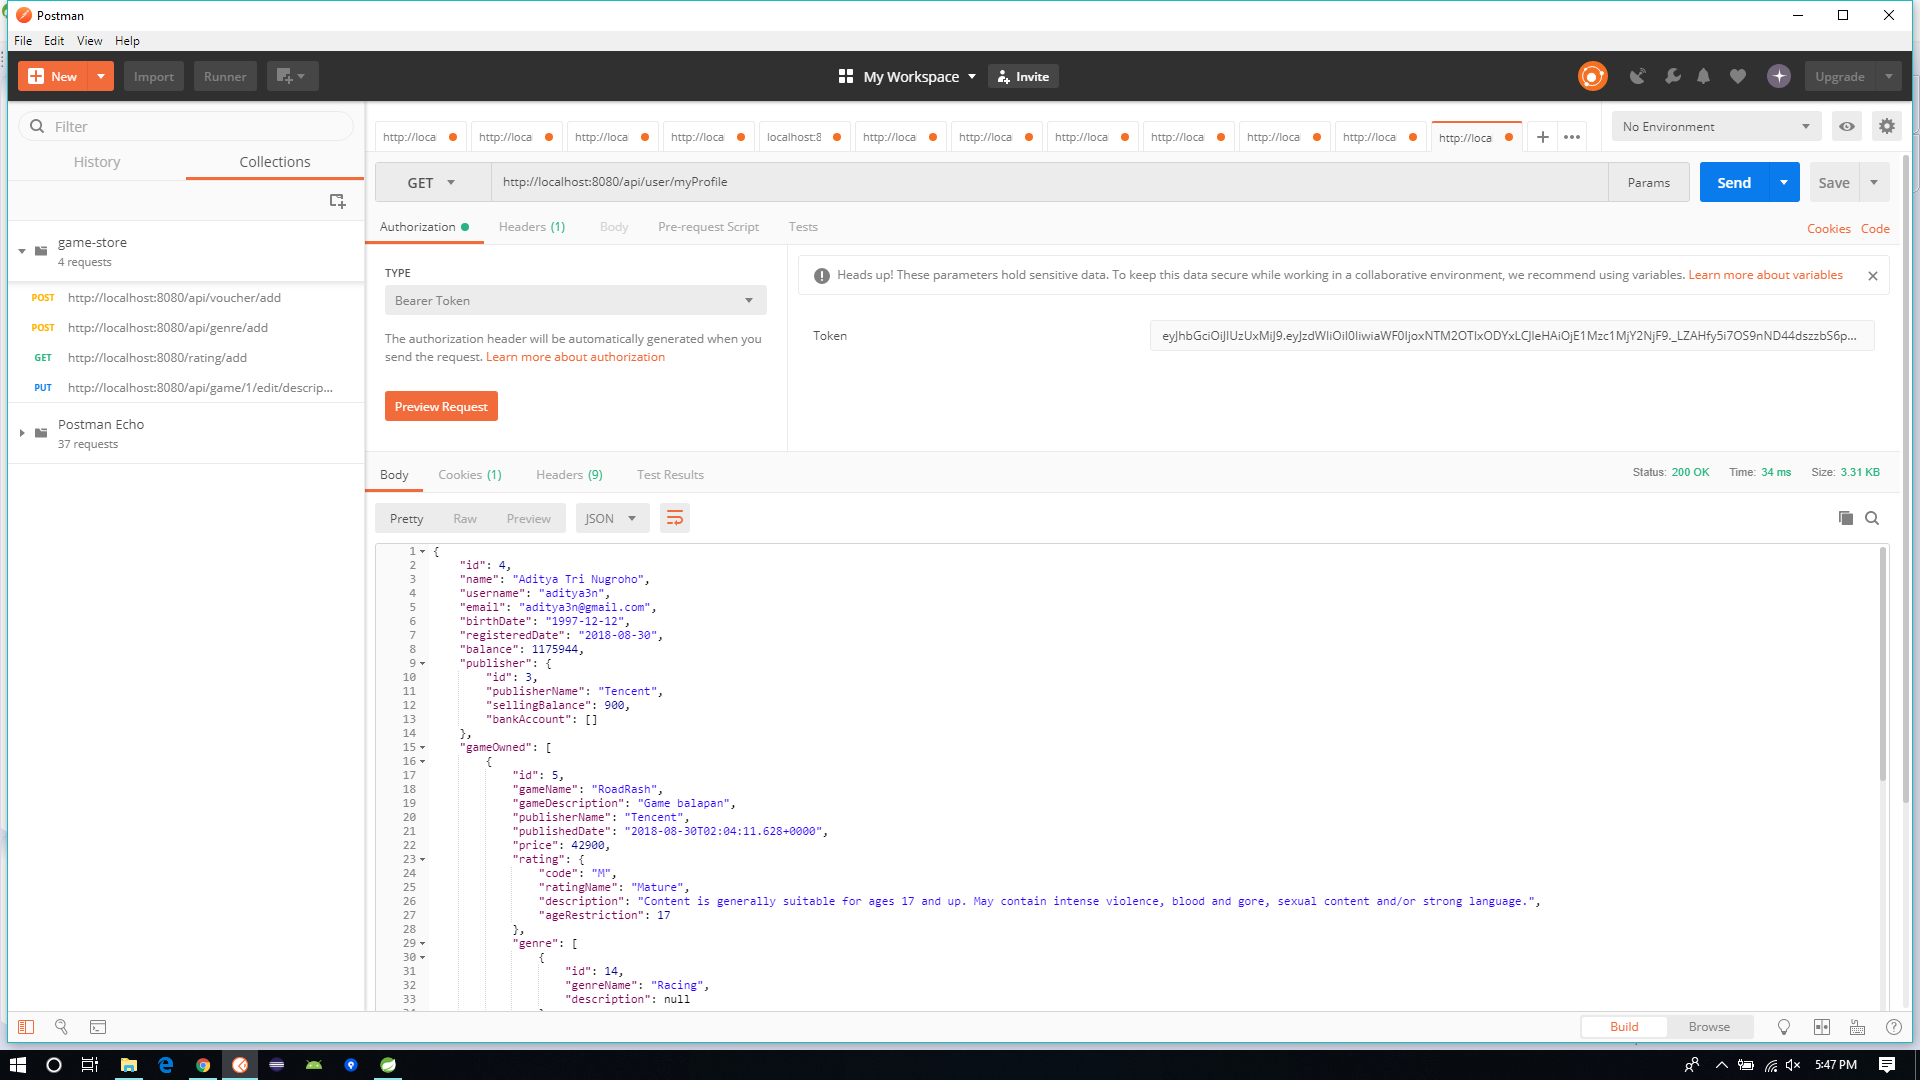 Postman
File Edit View Help
New Import Runner My Workspace Invite Upgrade
Filter
History Collections
game-store
4 requests
POST http://localhost:8080/api/voucher/add
POST http://localhost:8080/api/genre/add
GET http://localhost:8080/rating/add
PUT http://localhost:8080/api/game/1/edit/descrip...
Postman Echo
37 requests
http://loca http://loca http://loca http://loca localhost:8 http://loca http://loca http://loca http://loca http://loca http://loca http://loca
No Environment
GET http://localhost:8080/api/user/myProfile Params Send Save
Authorization Headers (1) Body Pre-request Script Tests Cookies Code
TYPE
Bearer Token
The authorization header will be automatically generated when you
send the request. Learn more about authorization
Preview Request
Heads up! These parameters hold sensitive data. To keep this data secure while working in a collaborative environment, we recommend using variables. Learn more about variables
Token
Body Cookies (1) Headers (9) Test Results Status: 200 OK Time: 34 ms Size: 3.31 KB
Pretty Raw Preview JSON
1 {
2 "id": 4,
3 "name": "Aditya Tri Nugroho",
4 "username": "aditya3n",
5 "email": "aditya3n@gmail.com",
6 "birthDate": "1997-12-12",
7 "registeredDate": "2018-08-30",
8 "balance": 1175944,
9 "publisher": {
10 "id": 3,
11 "publisherName": "Tencent",
12 "sellingBalance": 900,
13 "bankAccount": []
14 },
15 "gameOwned": [
16 {
17 "id": 5,
18 "gameName": "RoadRash",
19 "gameDescription": "Game balapan",
20 "publisherName": "Tencent",
21 "publishedDate": "2018-08-30T02:04:11.628+0000",
22 "price": 42900,
23 "rating": {
24 "code": "M",
25 "ratingName": "Mature",
26 "description": "Content is generally suitable for ages 17 and up. May contain intense violence, blood and gore, sexual content and/or strong language.",
27 "ageRestriction": 17
28 },
29 "genre": [
30 {
31 "id": 14,
32 "genreName": "Racing",
33 "description": null
Build Browse
5:47 PM